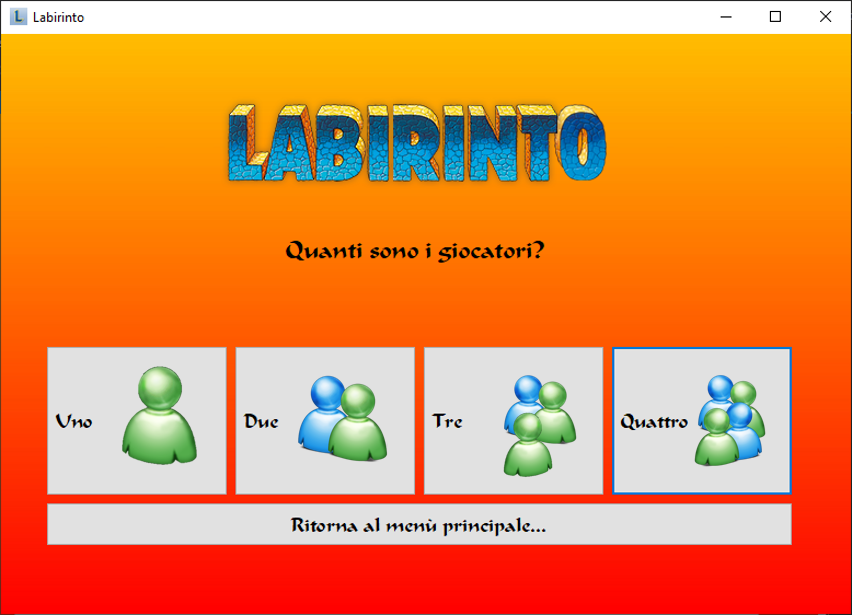 Labirinto
LABIRINTO
Quanti sono i giocatori?
Uno
Due
Tre
Quattro
Ritorna al menù principale...